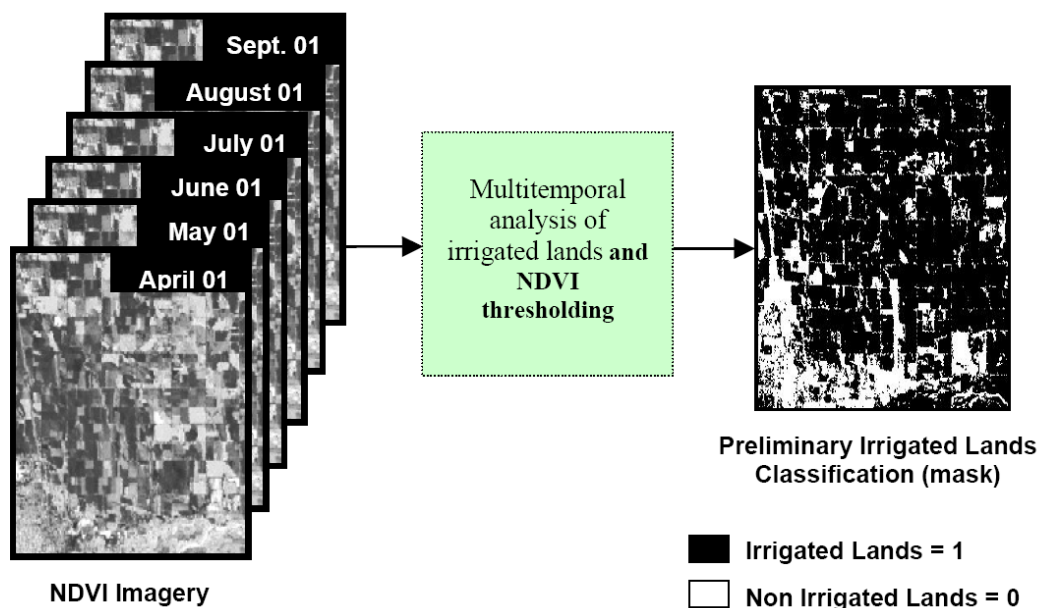 Sept. 01
August 01
July 01
June 01
May 01
April 01
NDVI Imagery
Multitemporal
analysis of
irrigated lands and
NDVI
thresholding
Preliminary Irrigated Lands
Classification (mask)
Irrigated Lands = 1
Non Irrigated Lands = 0